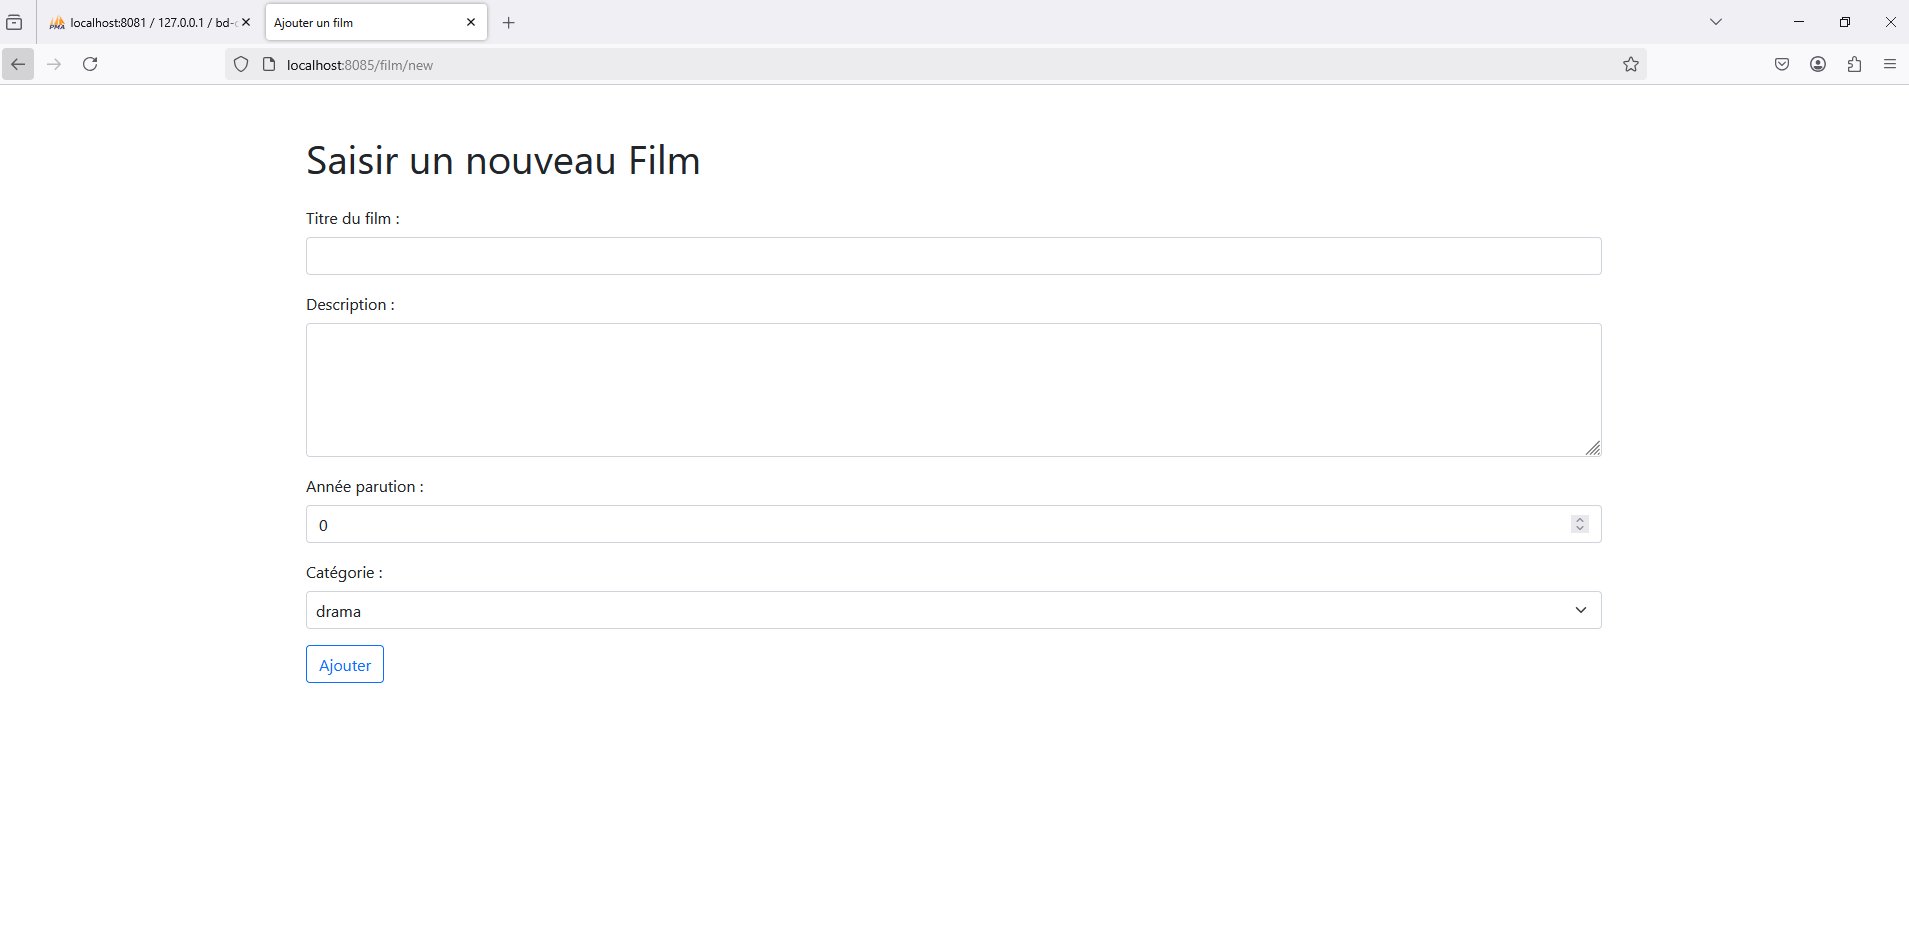 localhost:8081 / 127.0.0.1 / bd-
Ajouter un film
localhost:8085/film/new
Saisir un nouveau Film
Titre du film :
Description :
Année parution :
0
Catégorie :
drama
Ajouter